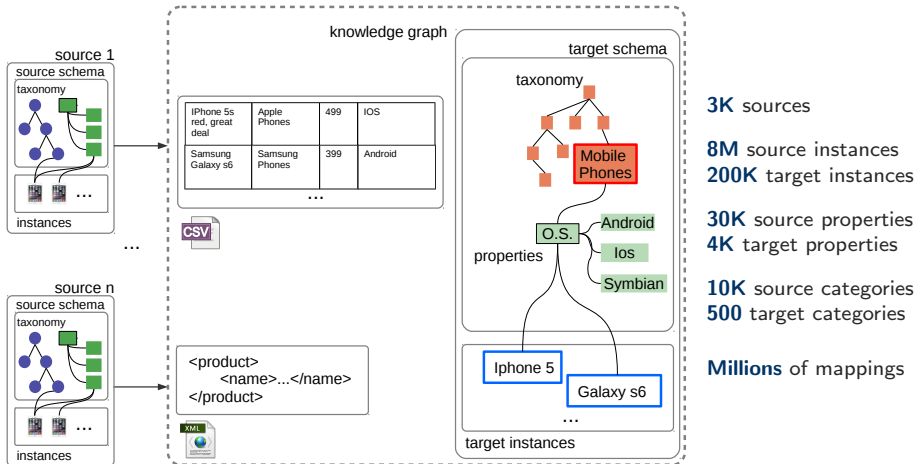 source 1
source schema
taxonomy
...
instances
...
source n
source schema
taxonomy
...
instances
knowledge graph
IPhone 5s red, great deal
Apple Phones
499
IOS
Samsung Galaxy s6
Samsung Phones
399
Android
...
CSV
<product>
<name>...</name>
</product>
XML
target schema
taxonomy
Mobile
Phones
O.S.
properties
Android
Ios
Symbian
Iphone 5
Galaxy s6
...
target instances
3K sources
8M source instances
200K target instances
30K source properties
4K target properties
10K source categories
500 target categories
Millions of mappings